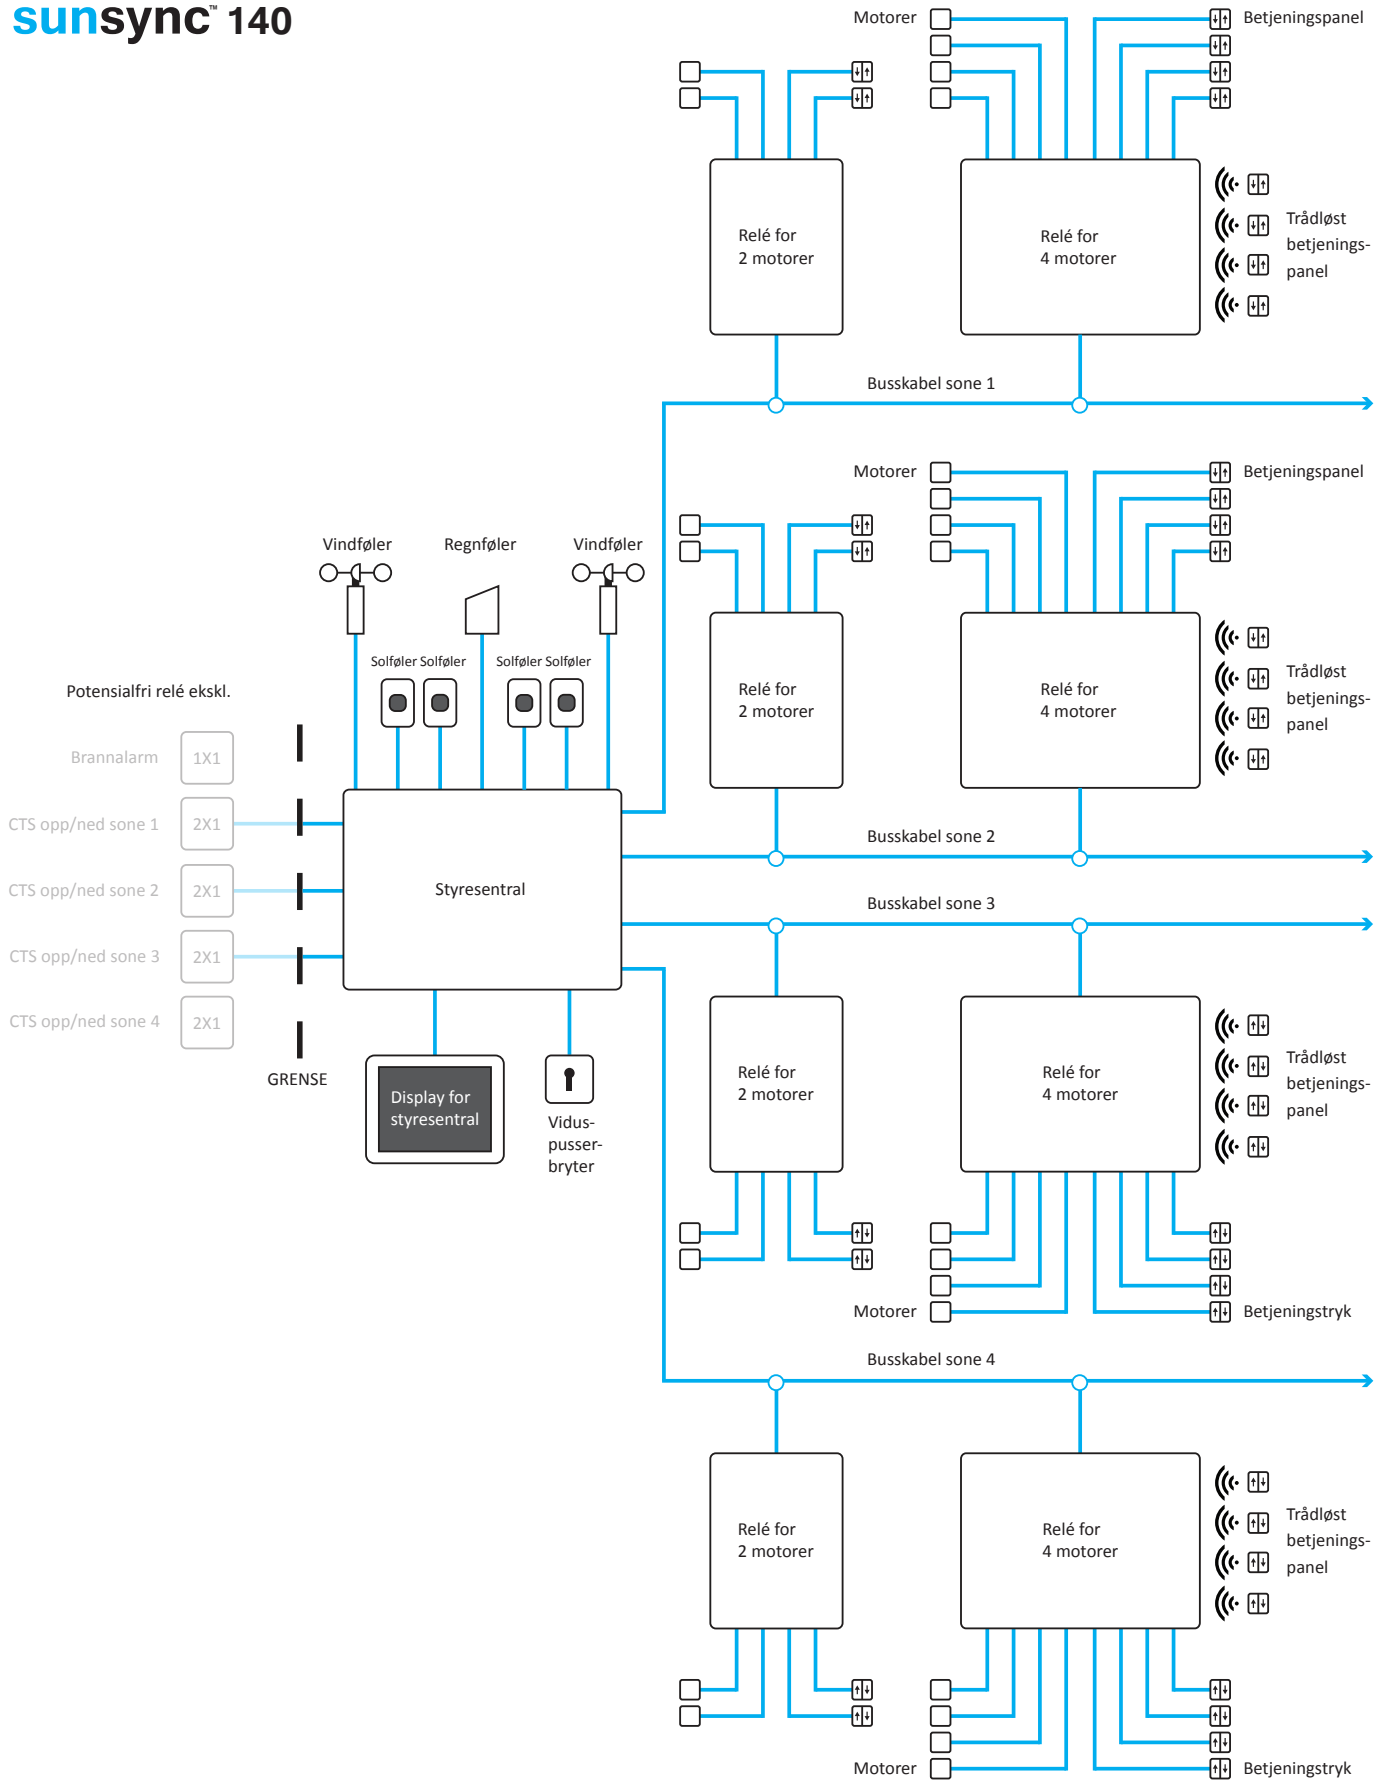 sunsync™ 140
Motorer
Betjeningspanel
Relé for
2 motorer
Relé for
4 motorer
Trådløst
betjenings-
panel
Busskabel sone 1
Motorer
Betjeningspanel
Relé for
2 motorer
Relé for
4 motorer
Trådløst
betjenings-
panel
Busskabel sone 2
Vindføler
Regnføler
Vindføler
Solføler Solføler
Solføler Solføler
Potensialfri relé ekskl.
Brannalarm 1X1
CTS opp/ned sone 1 2X1
CTS opp/ned sone 2 2X1
CTS opp/ned sone 3 2X1
CTS opp/ned sone 4 2X1
GRENSE
Styresentral
Display for
styresentral
Vidus-
pusser-
bryter
Busskabel sone 3
Relé for
2 motorer
Relé for
4 motorer
Trådløst
betjenings-
panel
Motorer
Betjeningstryk
Busskabel sone 4
Relé for
2 motorer
Relé for
4 motorer
Trådløst
betjenings-
panel
Motorer
Betjeningstryk